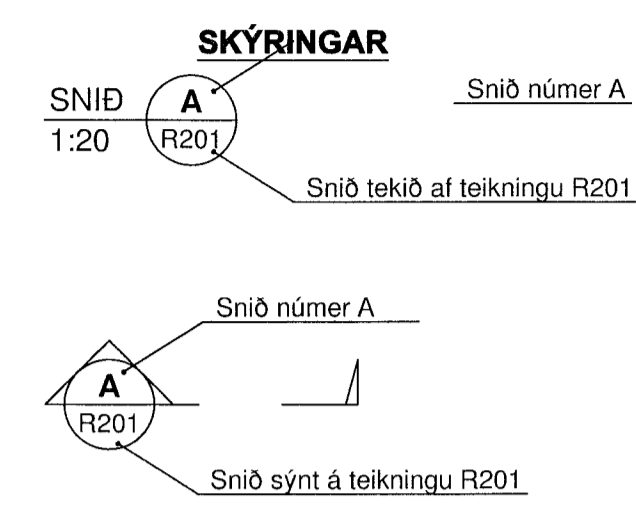 SKÝRINGAR
SNIÐ
1:20
A
R201
Snið númer A
Snið tekið af teikningu R201
Snið númer A
A
R201
Snið sýnt á teikningu R201